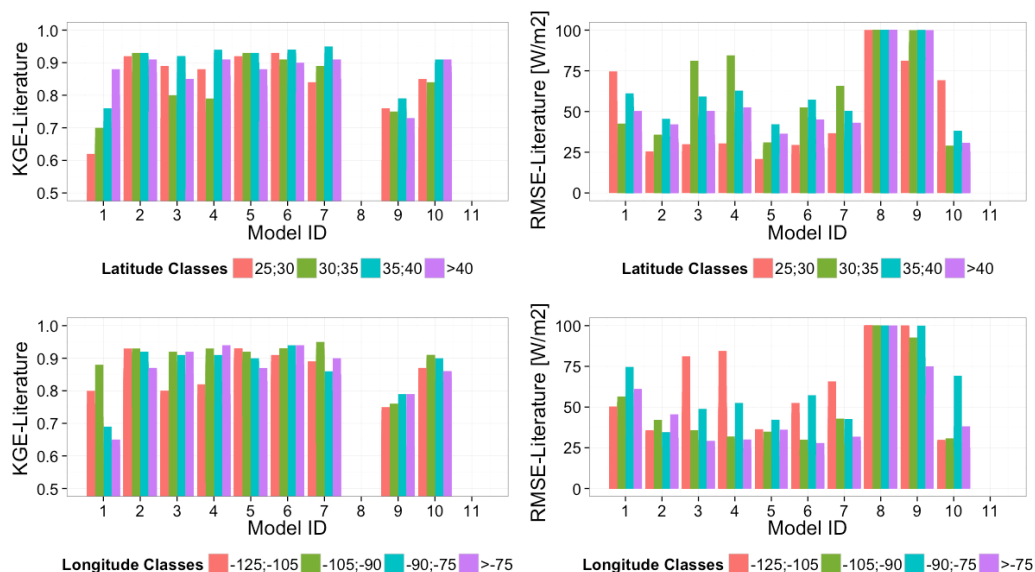 KGE-Literature
1.0
0.9
0.8
0.7
0.6
0.5
1 2 3 4 5 6 7 8 9 10 11
Model ID
Latitude Classes 25;30 30;35 35;40 >40
RMSE-Literature [W/m2]
100
75
50
25
0
1 2 3 4 5 6 7 8 9 10 11
Model ID
Latitude Classes 25;30 30;35 35;40 >40
KGE-Literature
1.0
0.9
0.8
0.7
0.6
0.5
1 2 3 4 5 6 7 8 9 10 11
Model ID
Longitude Classes -125;-105 -105;-90 -90;-75 >-75
RMSE-Literature [W/m2]
100
75
50
25
0
1 2 3 4 5 6 7 8 9 10 11
Model ID
Longitude Classes -125;-105 -105;-90 -90;-75 >-75